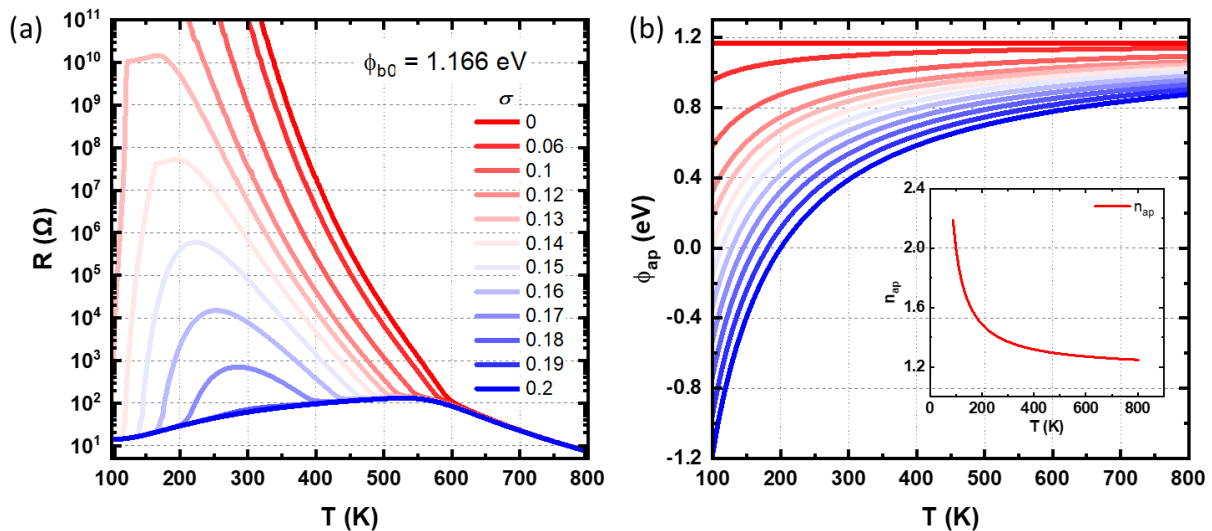 (a)
10¹¹
10¹⁰
10⁹
10⁸
10⁷
10⁶
10⁵
10⁴
10³
10²
10¹
R (Ω)
ϕb0 = 1.166 eV
σ
0
0.06
0.1
0.12
0.13
0.14
0.15
0.16
0.17
0.18
0.19
0.2
100 200 300 400 500 600 700 800
T (K)
(b)
1.2
0.8
0.4
0.0
-0.4
-0.8
-1.2
ϕap (eV)
2.4
2.0
1.6
1.2
nap
nap
0 200 400 600 800
T (K)
100 200 300 400 500 600 700 800
T (K)